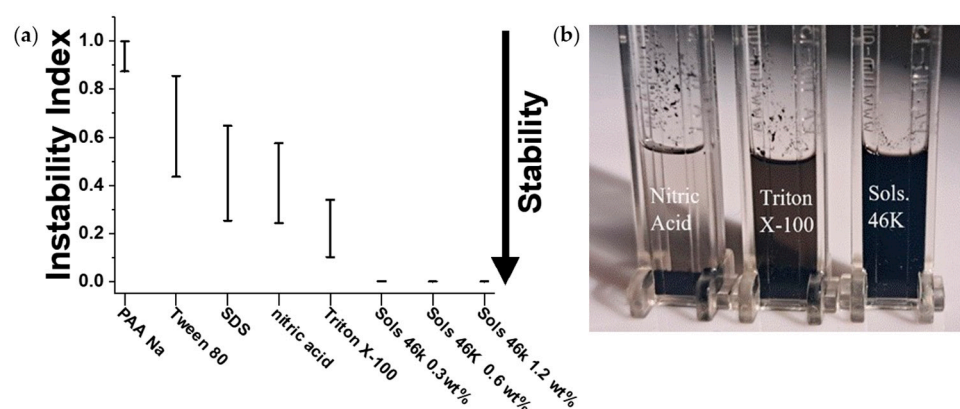 (a)
Instability Index
1.0
0.8
0.6
0.4
0.2
0.0
PAA Na
Tween 80
SDS
nitric acid
Triton X-100
Sols 46k 0.3 wt%
Sols 46K 0.6 wt%
Sols 46k 1.2 wt%
Stability
(b)
Nitric
Acid
Triton
X-100
Sols.
46K